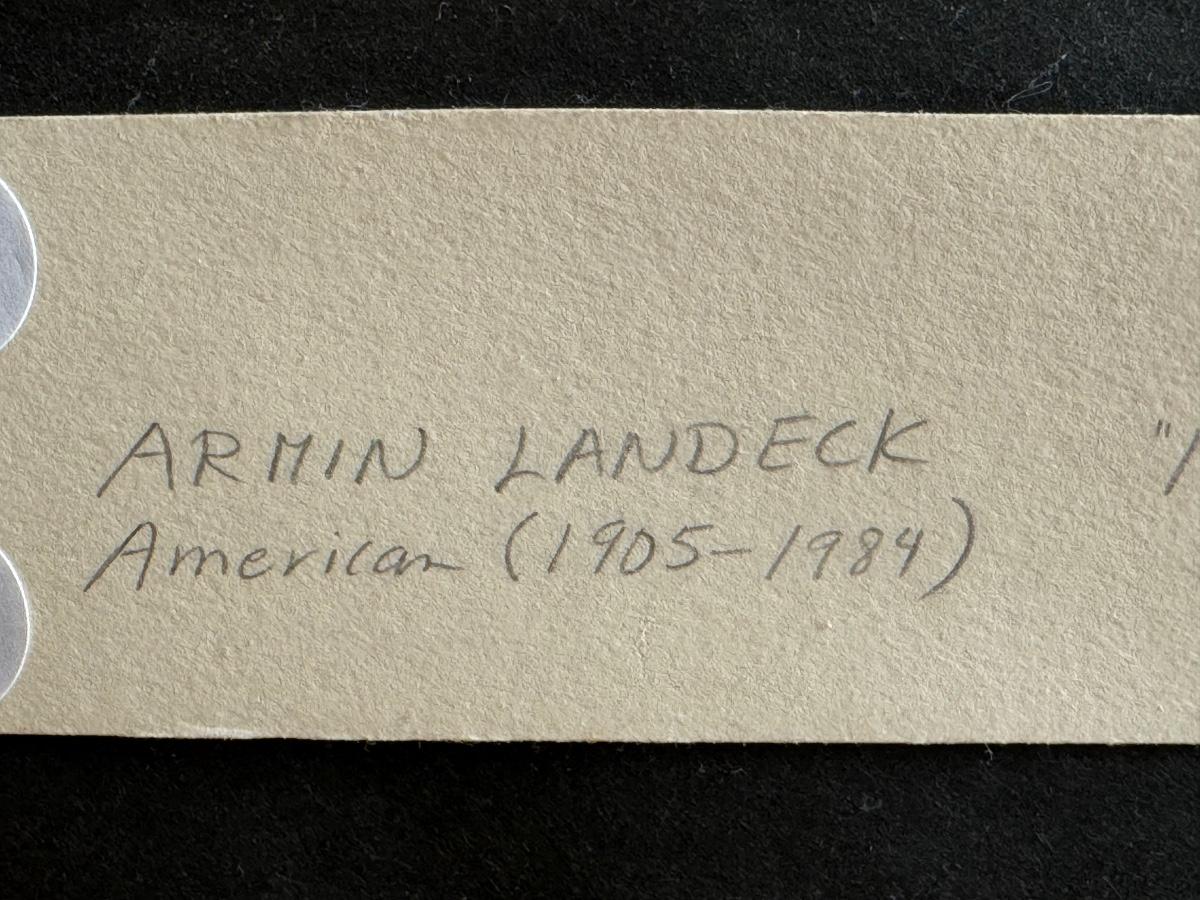 ARMIN LANDECK "
American (1905-1984)